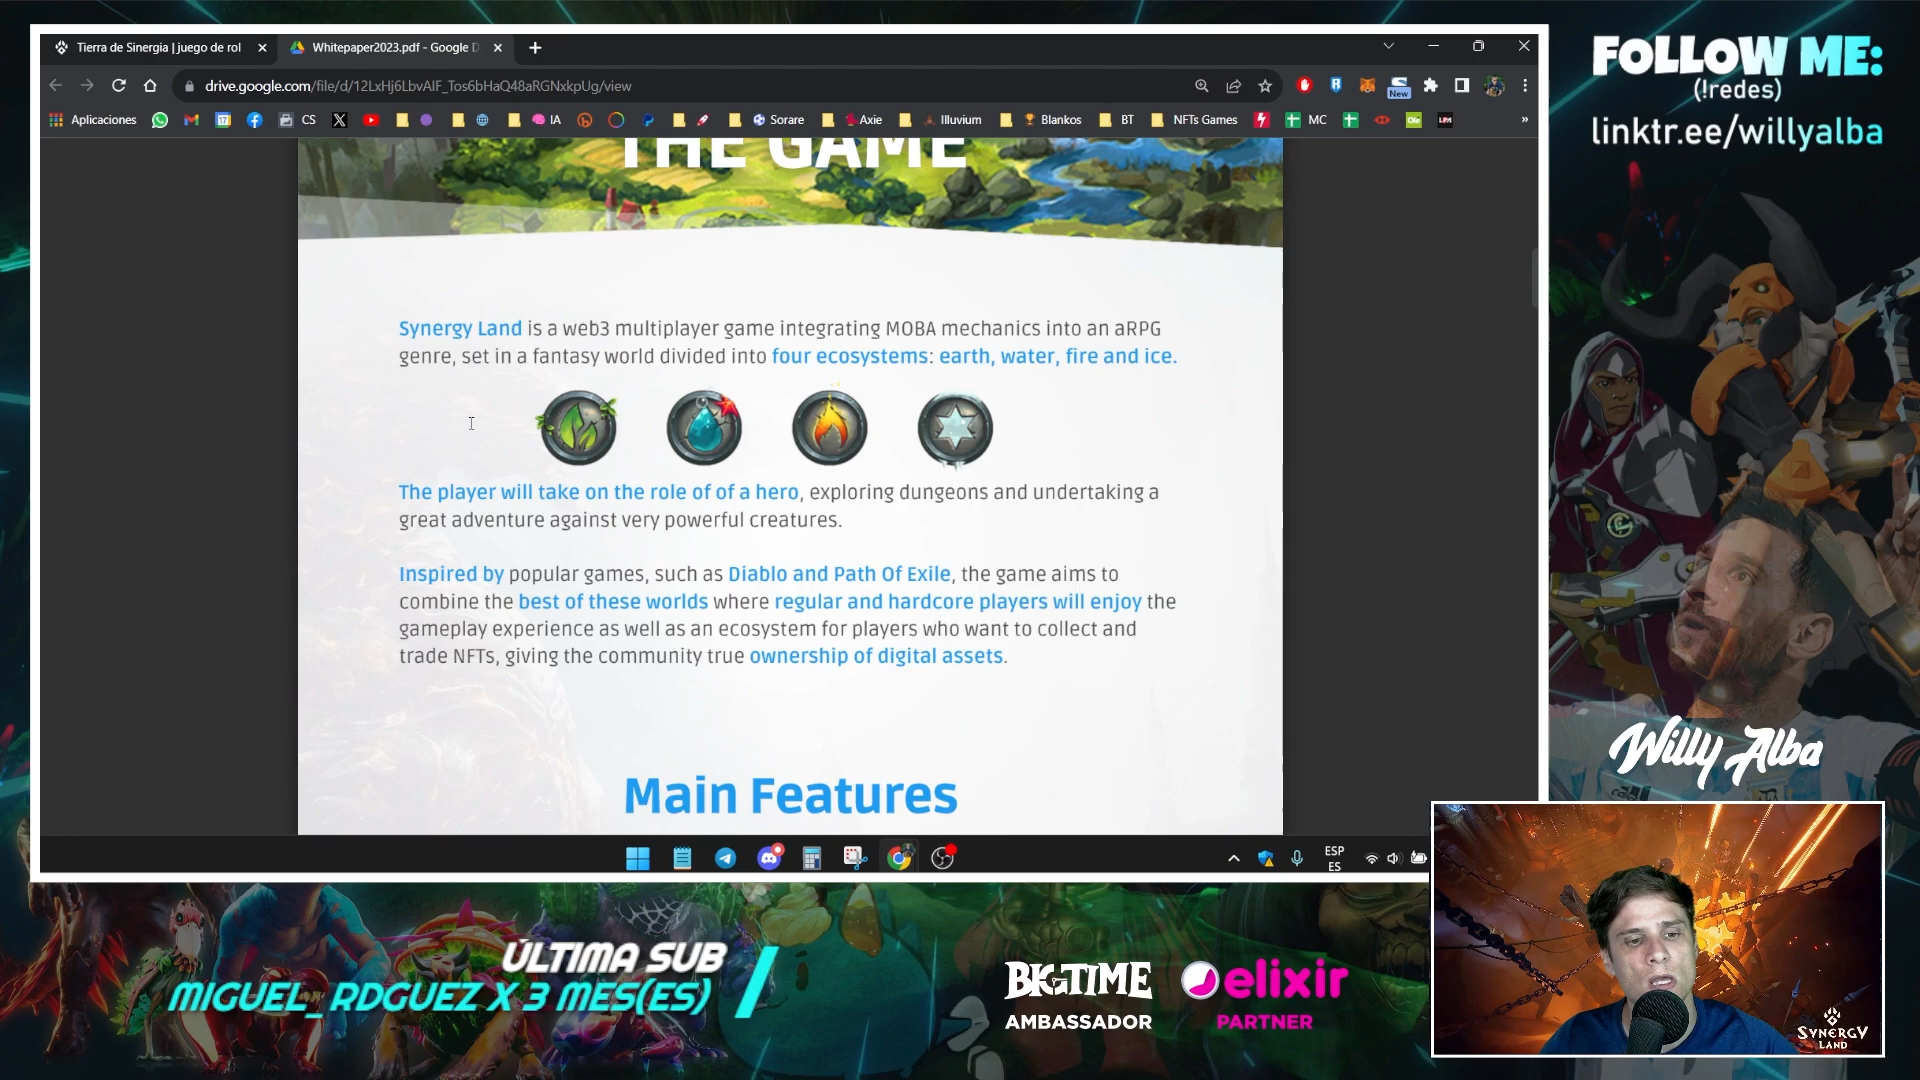 Tierra de Sinergia | juego de rol
Whitepaper2023.pdf - Google D
drive.google.com/file/d/12LxHj6LbvAIF_Tos6bHaQ48aRGNxkpUg/view
New
Aplicaciones
CS
IA
Sorare
Axie
Illuvium
Blankos
BT
NFTs Games
MC
»
THE GAME
Synergy Land is a web3 multiplayer game integrating MOBA mechanics into an aRPG
genre, set in a fantasy world divided into four ecosystems: earth, water, fire and ice.
The player will take on the role of of a hero, exploring dungeons and undertaking a
great adventure against very powerful creatures.
Inspired by popular games, such as Diablo and Path Of Exile, the game aims to
combine the best of these worlds where regular and hardcore players will enjoy the
gameplay experience as well as an ecosystem for players who want to collect and
trade NFTs, giving the community true ownership of digital assets.
Main Features
ESP
ES
FOLLOW ME:
(!redes)
linktr.ee/willyalba
Willy Alba
ÚLTIMA SUB
MIGUEL_RDGUEZ X 3 MES(ES)
BIGTIME
AMBASSADOR
elixir
PARTNER
SYNERGY
LAND